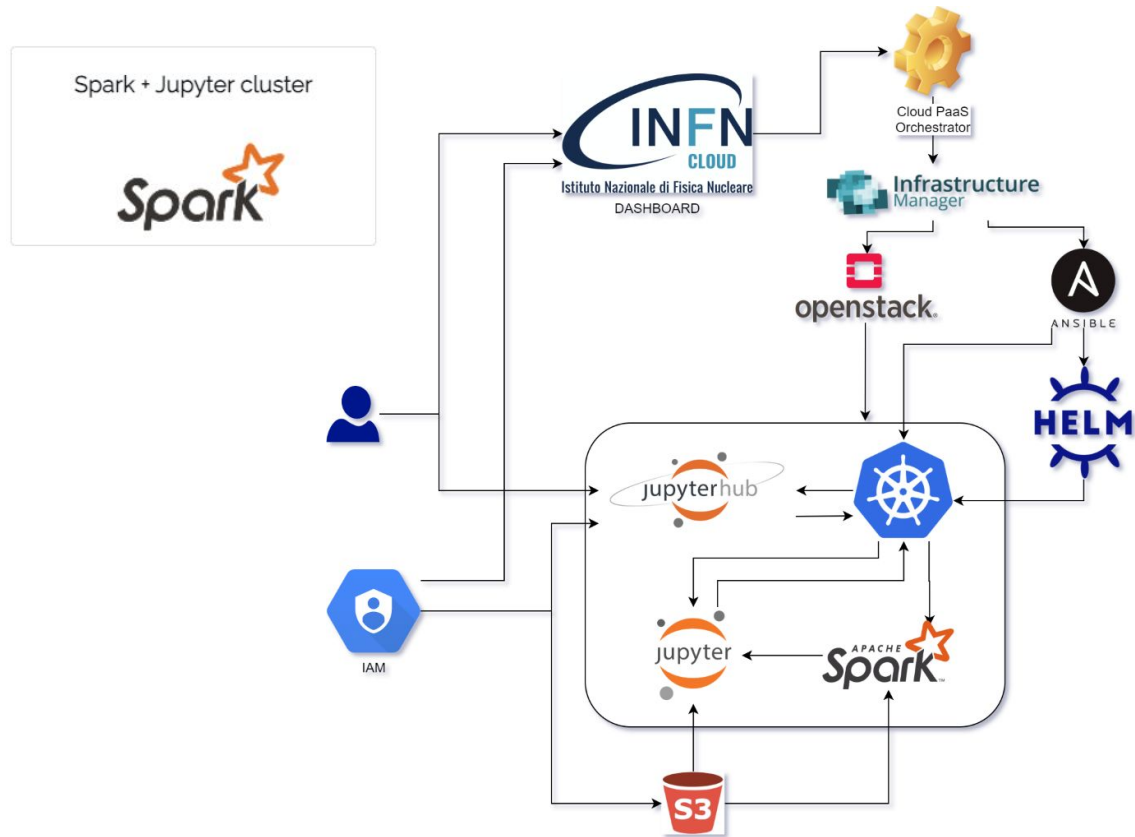 Spark + Jupyter cluster
Spark
INFN
CLOUD
Istituto Nazionale di Fisica Nucleare
DASHBOARD
Cloud PaaS
Orchestrator
Infrastructure
Manager
openstack.
ANSIBLE
HELM
jupyterhub
IAM
jupyter
APACHE
Spark™
S3